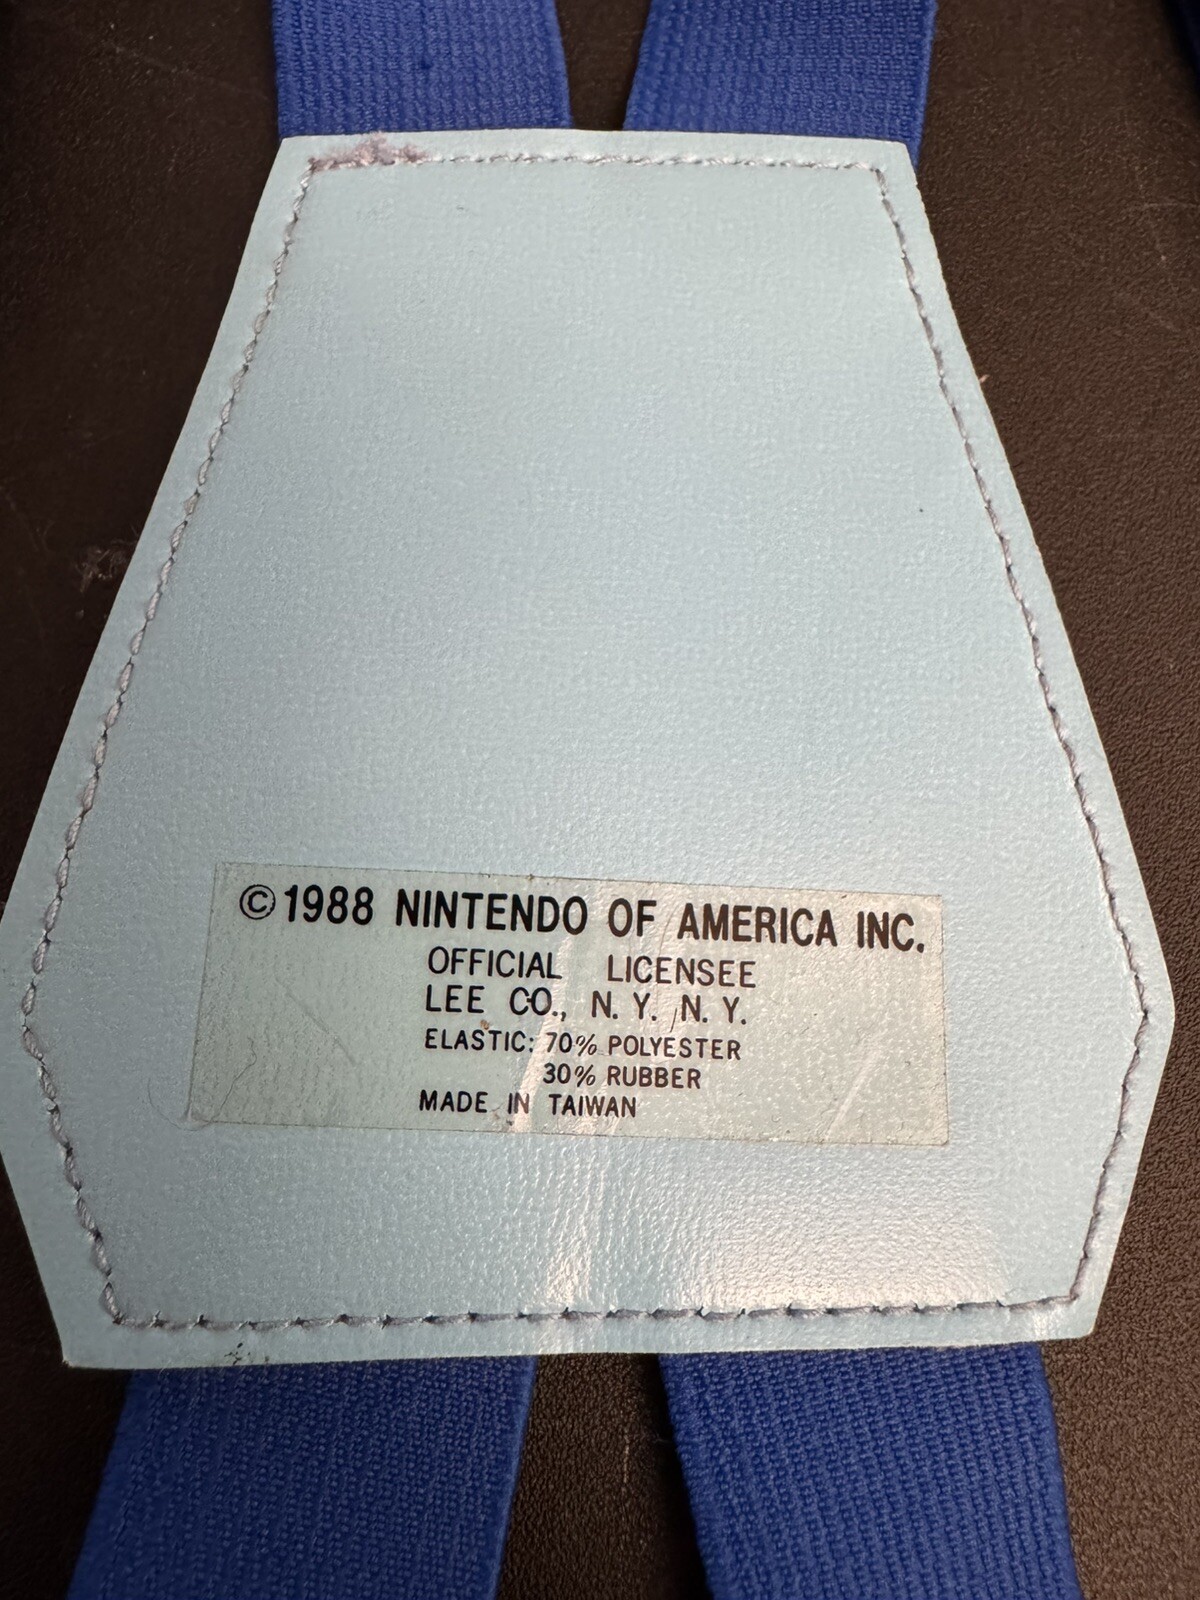 ©1988 NINTENDO OF AMERICA INC.
OFFICIAL LICENSEE
LEE CO., N. Y. N. Y.
ELASTIC: 70% POLYESTER
30% RUBBER
MADE IN TAIWAN